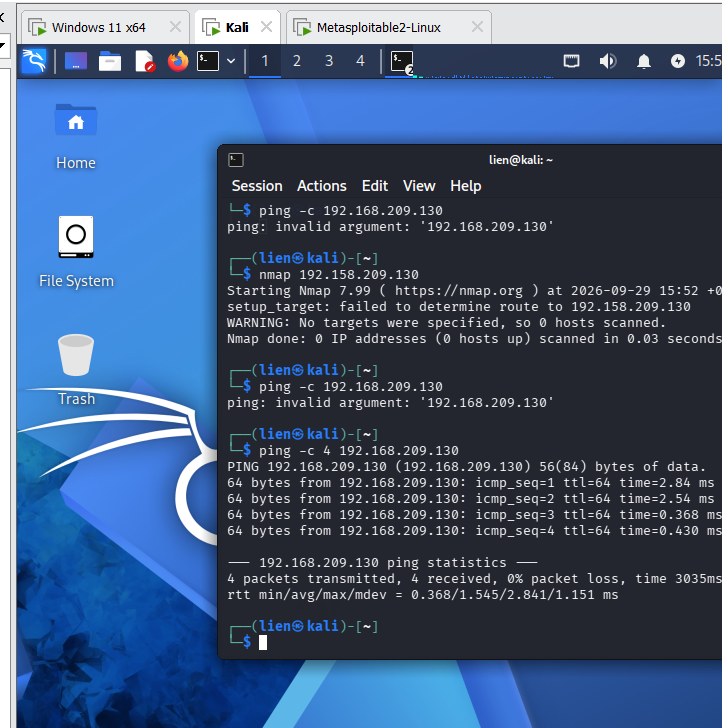 Windows 11 x64
Kali
Metasploitable2-Linux
1 2 3 4
2
15:5
Home
File System
Trash
lien@kali: ~
Session Actions Edit View Help
└─$ ping -c 192.168.209.130
ping: invalid argument: '192.168.209.130'
┌──(lien㉿kali)-[~]
└─$ nmap 192.158.209.130
Starting Nmap 7.99 ( https://nmap.org ) at 2026-09-29 15:52 +0
setup_target: failed to determine route to 192.158.209.130
WARNING: No targets were specified, so 0 hosts scanned.
Nmap done: 0 IP addresses (0 hosts up) scanned in 0.03 seconds
┌──(lien㉿kali)-[~]
└─$ ping -c 192.168.209.130
ping: invalid argument: '192.168.209.130'
┌──(lien㉿kali)-[~]
└─$ ping -c 4 192.168.209.130
PING 192.168.209.130 (192.168.209.130) 56(84) bytes of data.
64 bytes from 192.168.209.130: icmp_seq=1 ttl=64 time=2.84 ms
64 bytes from 192.168.209.130: icmp_seq=2 ttl=64 time=2.54 ms
64 bytes from 192.168.209.130: icmp_seq=3 ttl=64 time=0.368 ms
64 bytes from 192.168.209.130: icmp_seq=4 ttl=64 time=0.430 ms
--- 192.168.209.130 ping statistics ---
4 packets transmitted, 4 received, 0% packet loss, time 3035ms
rtt min/avg/max/mdev = 0.368/1.545/2.841/1.151 ms
┌──(lien㉿kali)-[~]
└─$